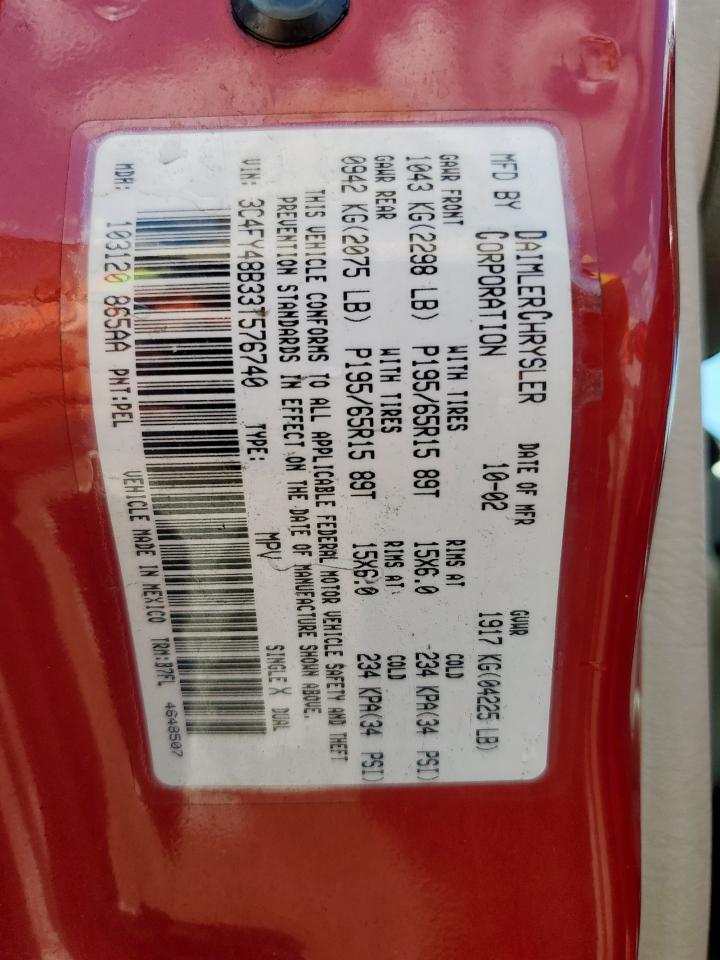 MFD BY DAIMLERCHRYSLER CORPORATION DATE OF MFR 10-02 GVWR 1917 KG(04225 LB)
GAWR FRONT WITH TIRES RIMS AT COLD
1043 KG(2298 LB) P195/65R15 89T 15X6.0 234 KPA(34 PSI)
GAWR REAR WITH TIRES RIMS AT COLD
0942 KG(2075 LB) P195/65R15 89T 15X6.0 234 KPA(34 PSI)
THIS VEHICLE CONFORMS TO ALL APPLICABLE FEDERAL MOTOR VEHICLE SAFETY AND THEFT
PREVENTION STANDARDS IN EFFECT ON THE DATE OF MANUFACTURE SHOWN ABOVE.
VIN: 3C4FY48B33T576740 TYPE: MPV SINGLE X DUAL
MDH: 103120 865AA PNT:PEL VEHICLE MADE IN MEXICO TRM:B7FL 4648507